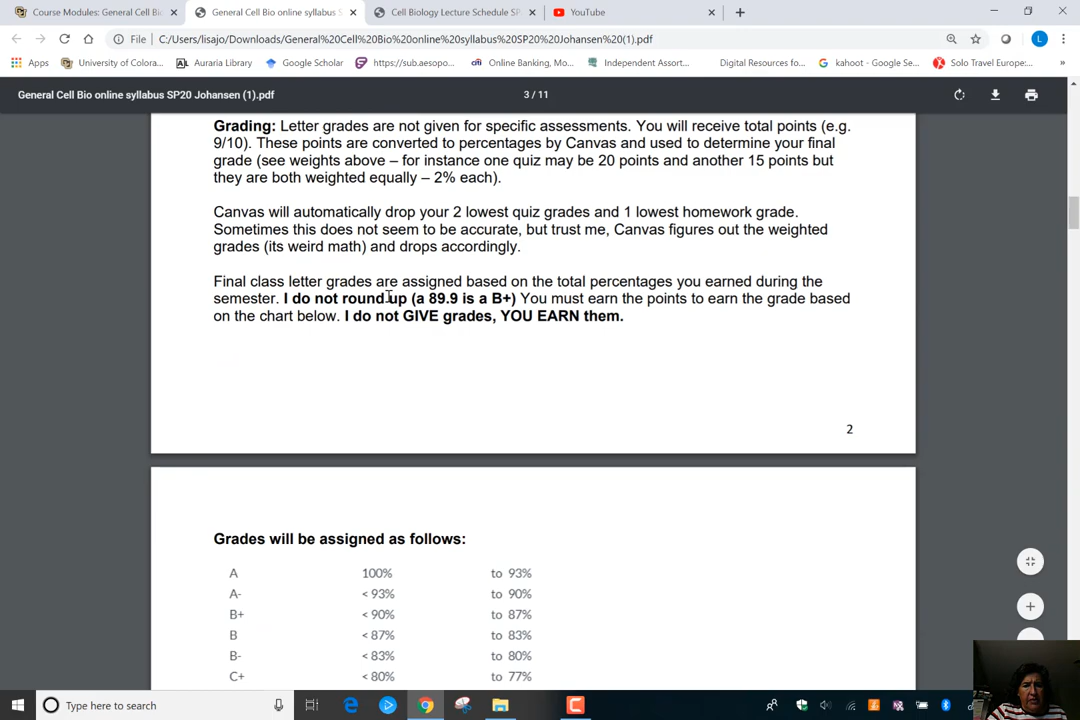 Course Modules: General Cell Bi
General Cell Bio online syllabus S
Cell Biology Lecture Schedule SP
YouTube
File
C:/Users/lisajo/Downloads/General%20Cell%20Bio%20online%20syllabus%20SP20%20Johansen%20(1).pdf
L
Apps
University of Colora...
Auraria Library
Google Scholar
https://sub.aesopo...
Online Banking, Mo...
Independent Assort...
Digital Resources fo...
kahoot - Google Se...
Solo Travel Europe:...
General Cell Bio online syllabus SP20 Johansen (1).pdf
3 / 11
Grading: Letter grades are not given for specific assessments. You will receive total points (e.g.
9/10). These points are converted to percentages by Canvas and used to determine your final
grade (see weights above – for instance one quiz may be 20 points and another 15 points but
they are both weighted equally – 2% each).
Canvas will automatically drop your 2 lowest quiz grades and 1 lowest homework grade.
Sometimes this does not seem to be accurate, but trust me, Canvas figures out the weighted
grades (its weird math) and drops accordingly.
Final class letter grades are assigned based on the total percentages you earned during the
semester. I do not round up (a 89.9 is a B+) You must earn the points to earn the grade based
on the chart below. I do not GIVE grades, YOU EARN them.
2
Grades will be assigned as follows:
A 100% to 93%
A- < 93% to 90%
B+ < 90% to 87%
B < 87% to 83%
B- < 83% to 80%
C+ < 80% to 77%
Type here to search